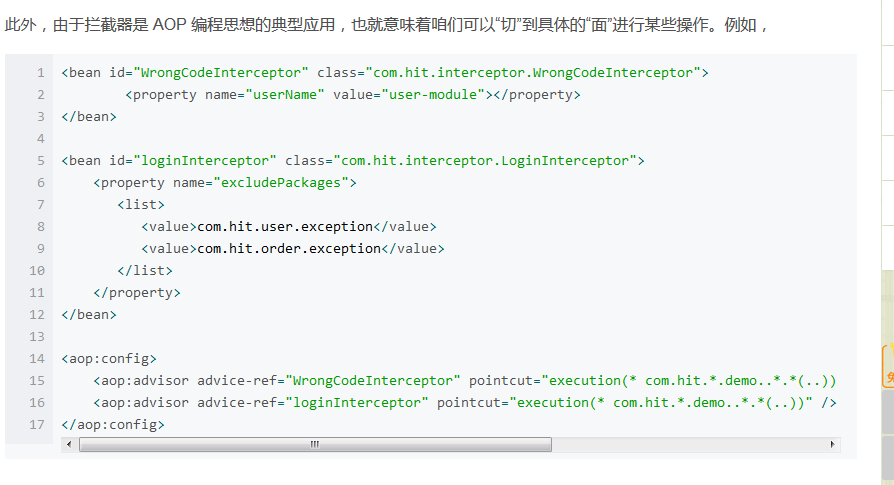 此外，由于拦截器是 AOP 编程思想的典型应用，也就意味着咱们可以“切”到具体的“面”进行某些操作。例如，
1 <bean id="WrongCodeInterceptor" class="com.hit.interceptor.WrongCodeInterceptor">
2 <property name="userName" value="user-module"></property>
3 </bean>
4
5 <bean id="loginInterceptor" class="com.hit.interceptor.LoginInterceptor">
6 <property name="excludePackages">
7 <list>
8 <value>com.hit.user.exception</value>
9 <value>com.hit.order.exception</value>
10 </list>
11 </property>
12 </bean>
13
14 <aop:config>
15 <aop:advisor advice-ref="WrongCodeInterceptor" pointcut="execution(* com.hit.*.demo..*.*(..))
16 <aop:advisor advice-ref="loginInterceptor" pointcut="execution(* com.hit.*.demo..*.*(..))" />
17 </aop:config>